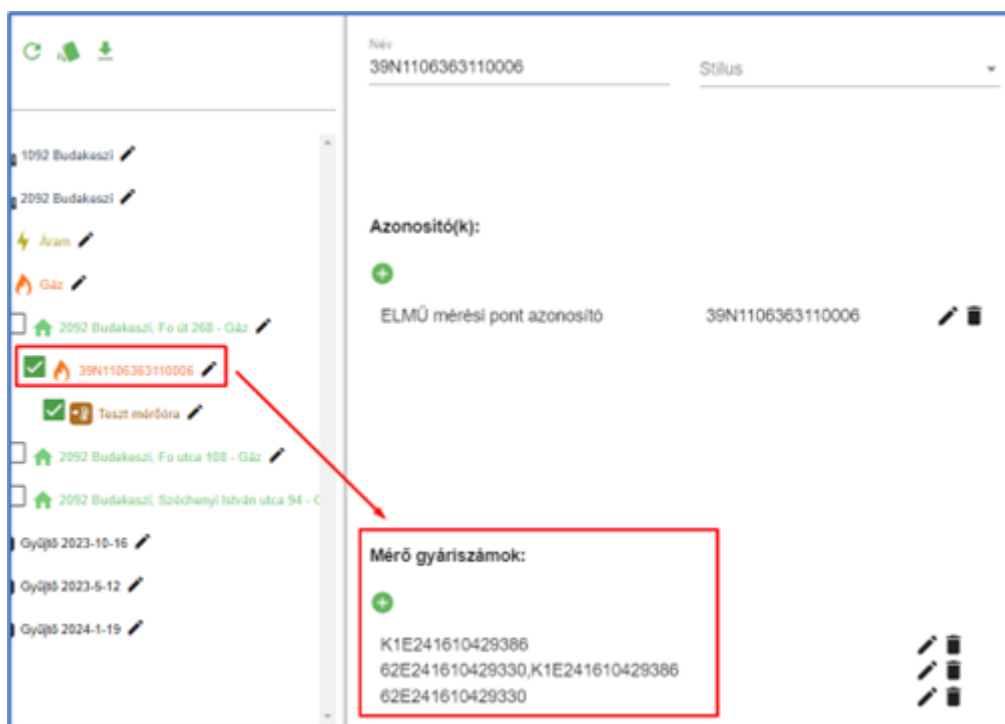 1092 Budakeszi
2092 Budakeszi
Áram
Gáz
2092 Budakeszi, Fo út 268 - Gáz
39N1106363110006
Teszt mérőóra
2092 Budakeszi, Fo utca 108 - Gáz
2092 Budakeszi, Széchenyi István utca 94 - G
Gyűjtő 2023-10-16
Gyűjtő 2023-5-12
Gyűjtő 2024-1-19
Név
39N1106363110006
Stílus
Azonosító(k):
ELMŰ mérési pont azonosító 39N1106363110006
Mérő gyáriszámok:
K1E241610429386
62E241610429330,K1E241610429386
62E241610429330